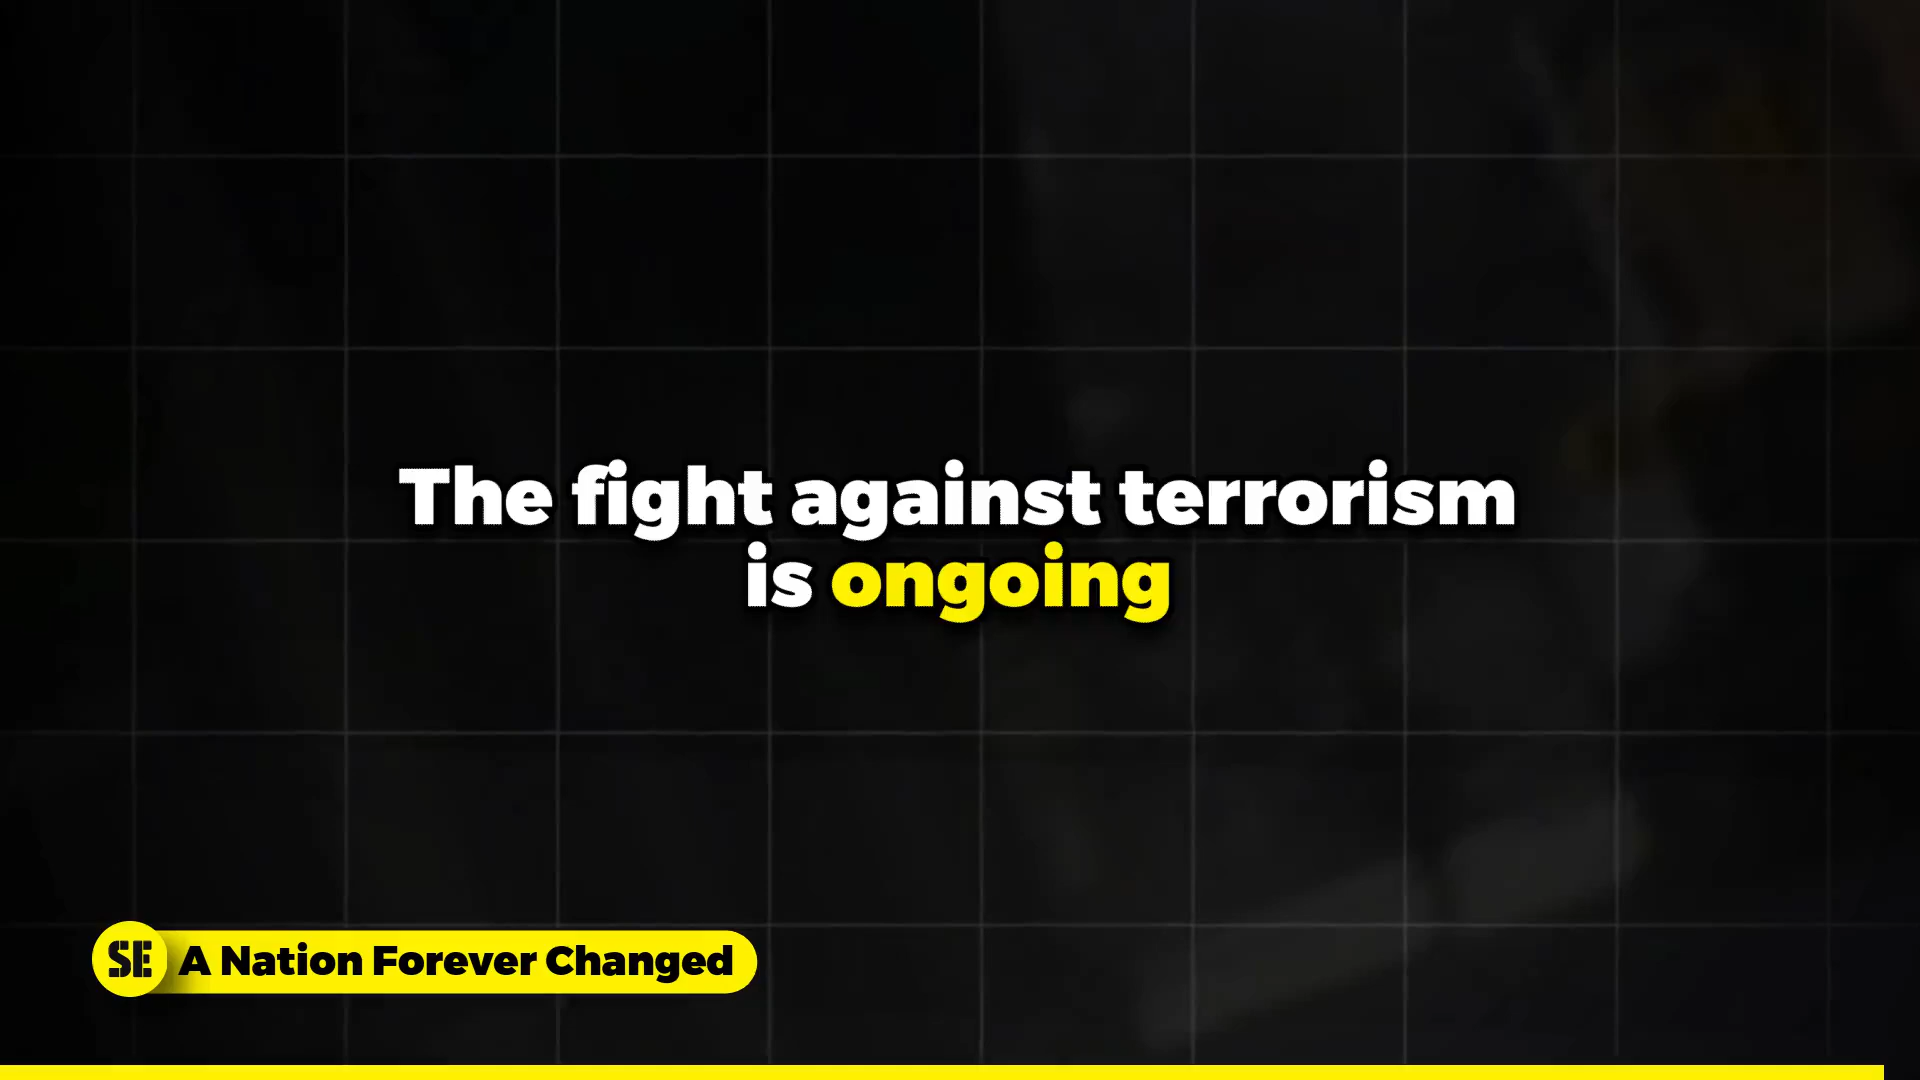 The fight against terrorism
is ongoing
SE A Nation Forever Changed